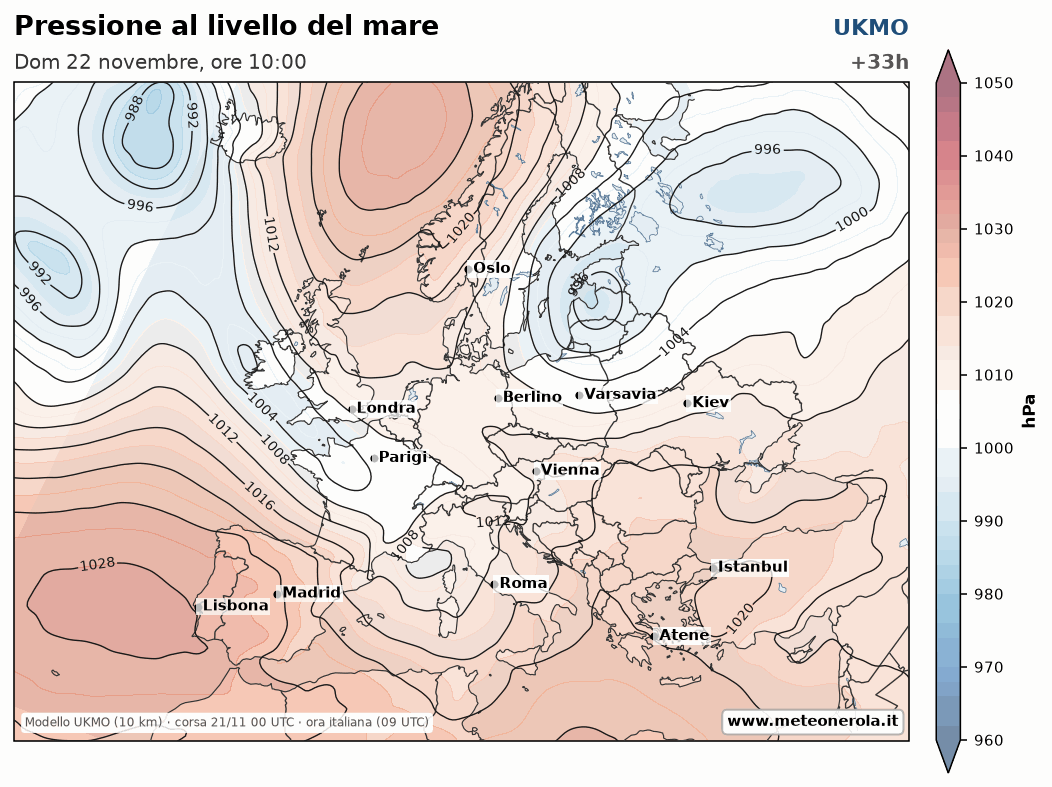 Pressione al livello del mare
UKMO
Dom 22 novembre, ore 10:00
+33h
988
992
996
1012
1020
1008
996
1000
992
996
Oslo
1004
Berlino
Varsavia
Kiev
Londra
1004
1012
1008
Parigi
Vienna
1016
1012
1008
1028
Lisbona
Madrid
Roma
Istanbul
1020
Atene
Modello UKMO (10 km) · corsa 21/11 00 UTC · ora italiana (09 UTC)
www.meteonerola.it
1050
1040
1030
1020
1010
1000
990
980
970
960
hPa